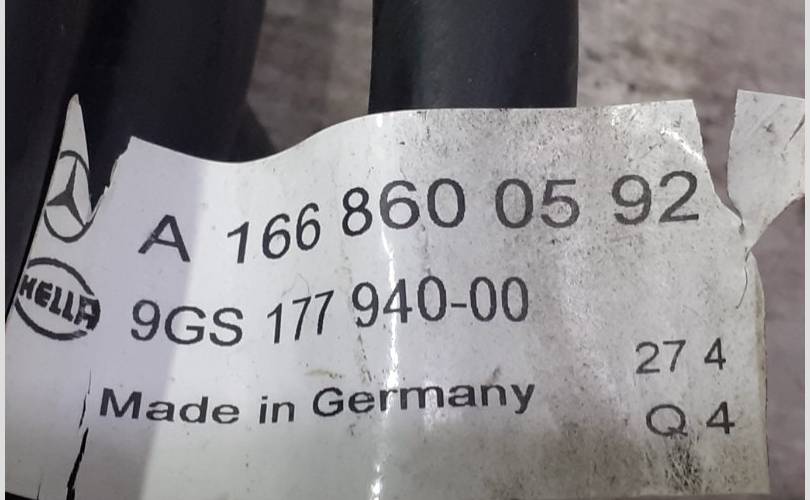 A 166 860 05 92
HELLA
9GS 177 940-00
27 4
Made in Germany
Q 4